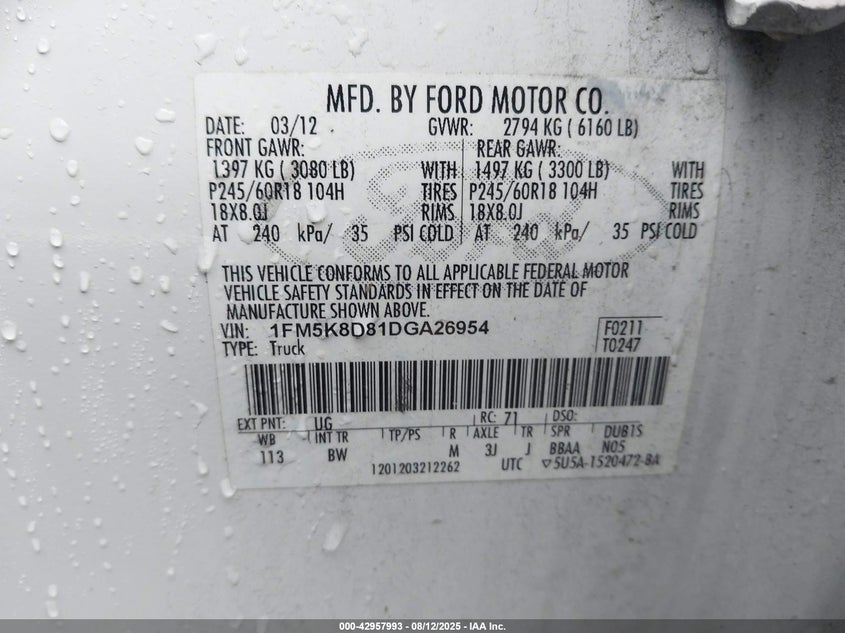 MFD. BY FORD MOTOR CO.
DATE: 03/12 GVWR: 2794 KG ( 6160 LB)
FRONT GAWR: REAR GAWR:
1397 KG ( 3080 LB) WITH 1497 KG ( 3300 LB) WITH
P245/60R18 104H TIRES P245/60R18 104H TIRES
18X8.0J RIMS 18X8.0J RIMS
AT 240 kPa/ 35 PSI COLD AT 240 kPa/ 35 PSI COLD
Ford
THIS VEHICLE CONFORMS TO ALL APPLICABLE FEDERAL MOTOR
VEHICLE SAFETY STANDARDS IN EFFECT ON THE DATE OF
MANUFACTURE SHOWN ABOVE.
VIN: 1FM5K8D81DGA26954 F0211
TYPE: Truck T0247
EXT PNT: UG RC: 71 DSO:
WB INT TR TP/PS R AXLE TR SPR DUB1S
113 BW M 3J J BBAA N05
1201203212262 UTC ▽5U5A-1520472-BA
000-42957993 - 08/12/2025 - IAA Inc.